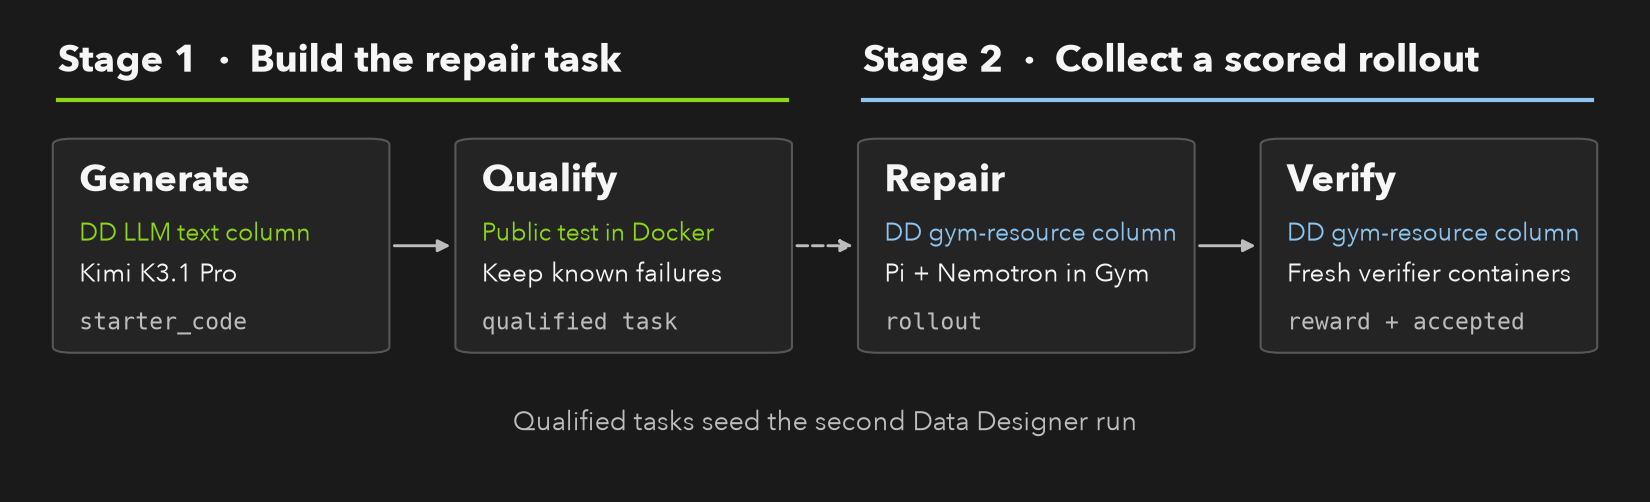 Stage 1 · Build the repair task
Stage 2 · Collect a scored rollout
Generate
DD LLM text column
Kimi K3.1 Pro
starter_code
Qualify
Public test in Docker
Keep known failures
qualified task
Repair
DD gym-resource column
Pi + Nemotron in Gym
rollout
Verify
DD gym-resource column
Fresh verifier containers
reward + accepted
Qualified tasks seed the second Data Designer run